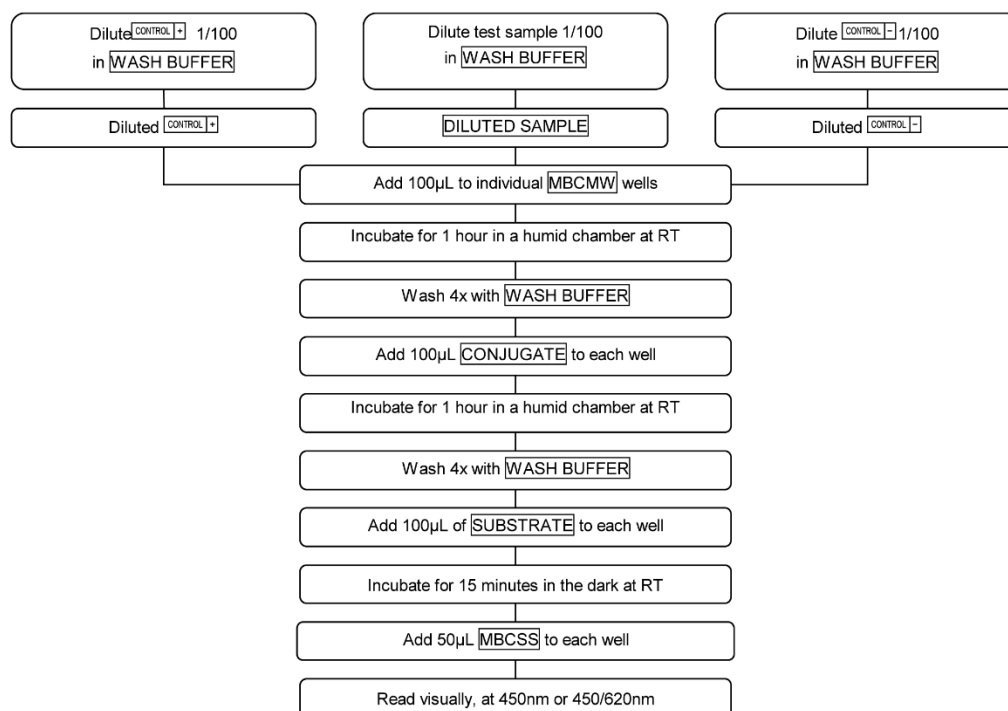 Dilute CONTROL + 1/100
in WASH BUFFER
Dilute test sample 1/100
in WASH BUFFER
Dilute CONTROL - 1/100
in WASH BUFFER
Diluted CONTROL +
DILUTED SAMPLE
Diluted CONTROL -
Add 100µL to individual MBCMW wells
Incubate for 1 hour in a humid chamber at RT
Wash 4x with WASH BUFFER
Add 100µL CONJUGATE to each well
Incubate for 1 hour in a humid chamber at RT
Wash 4x with WASH BUFFER
Add 100µL of SUBSTRATE to each well
Incubate for 15 minutes in the dark at RT
Add 50µL MBCSS to each well
Read visually, at 450nm or 450/620nm